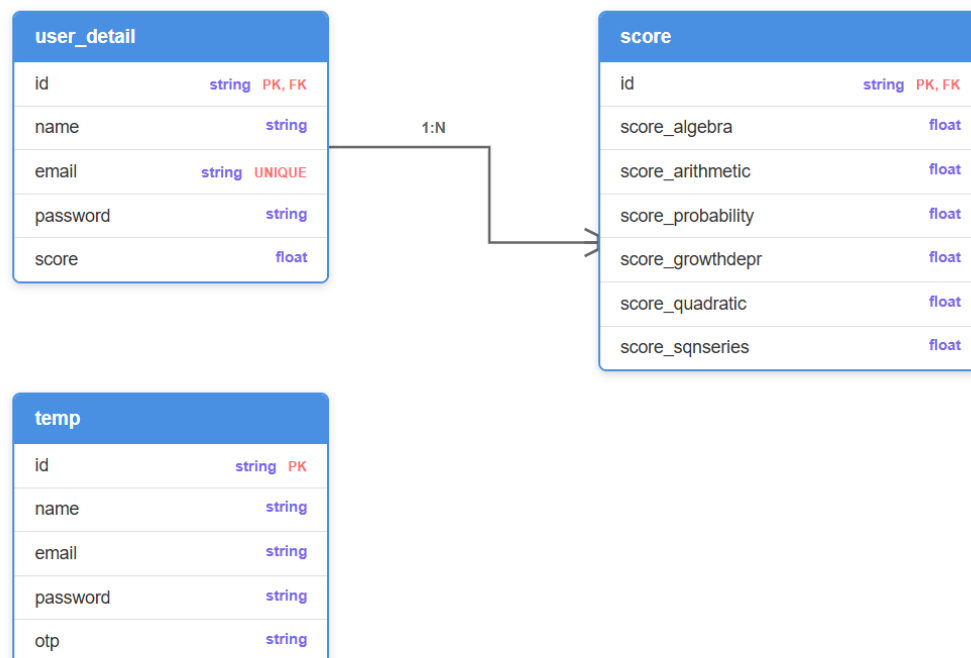 user_detail
id string PK, FK
name string
email string UNIQUE
password string
score float
1:N
score
id string PK, FK
score_algebra float
score_arithmetic float
score_probability float
score_growthdepr float
score_quadratic float
score_sqnseries float
temp
id string PK
name string
email string
password string
otp string